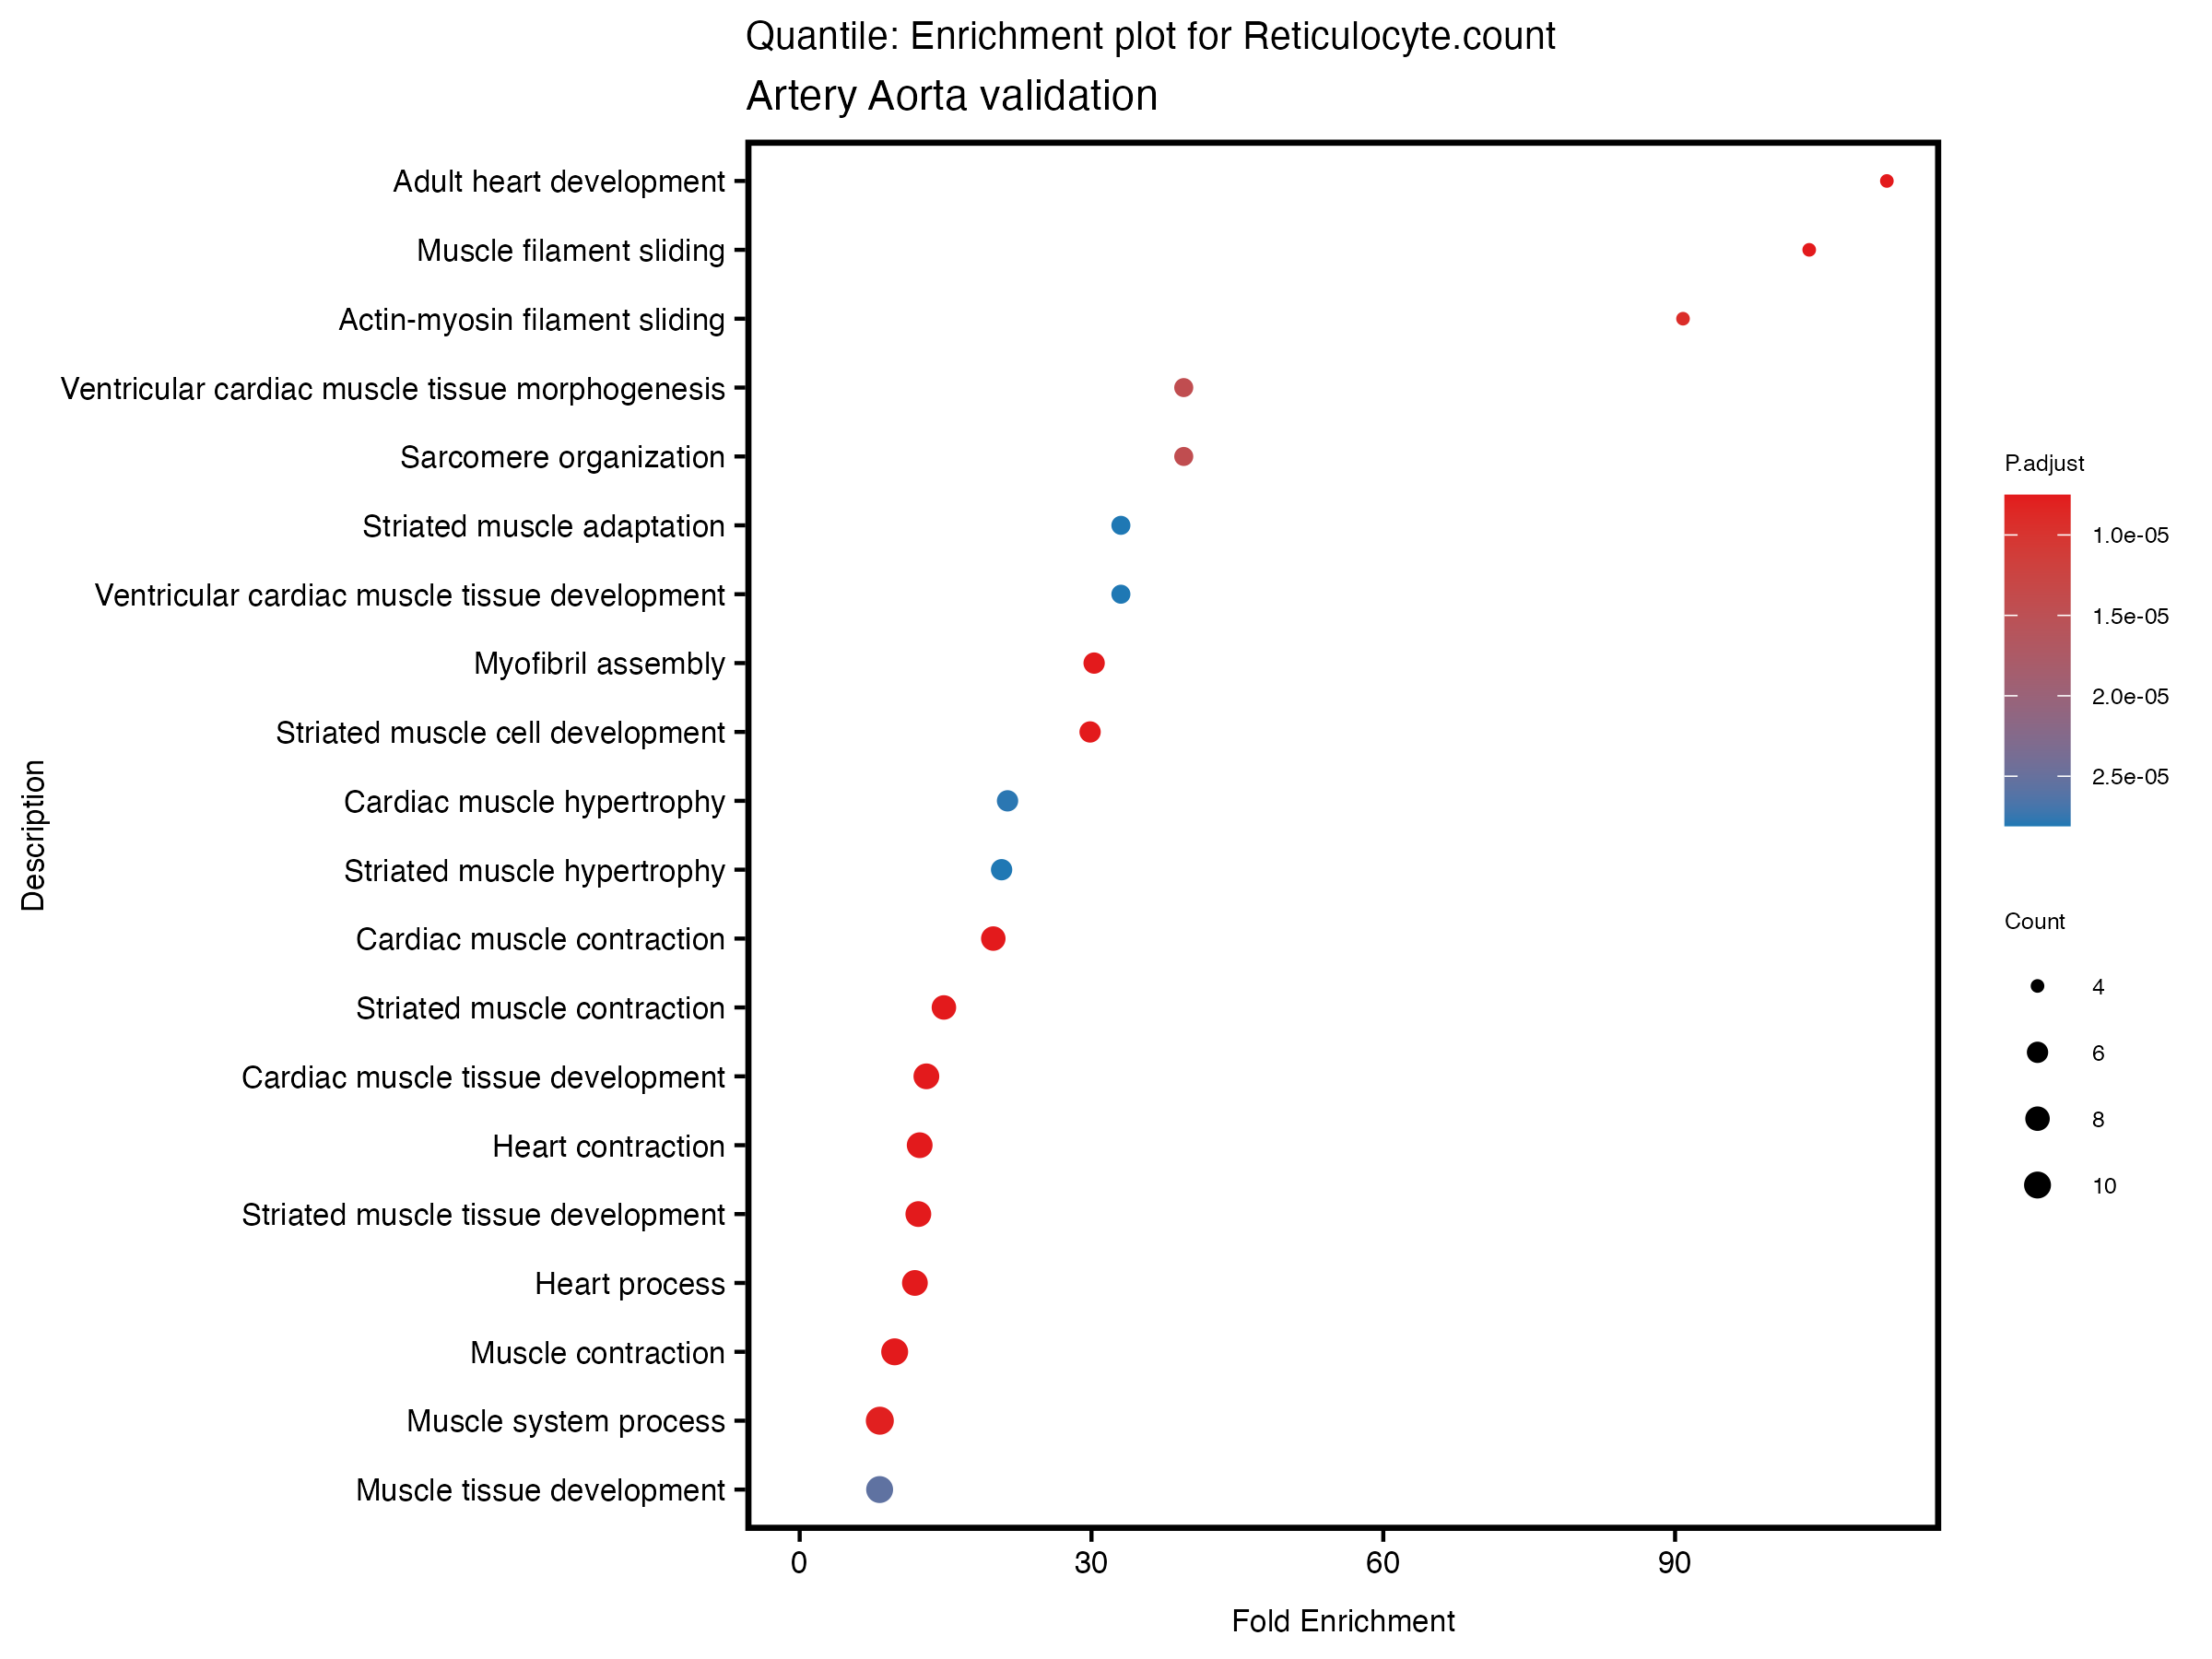 Quantile: Enrichment plot for Reticulocyte.count
Artery Aorta validation
Adult heart development
Muscle filament sliding
Actin-myosin filament sliding
Ventricular cardiac muscle tissue morphogenesis
Sarcomere organization
Striated muscle adaptation
Ventricular cardiac muscle tissue development
Myofibril assembly
Striated muscle cell development
Cardiac muscle hypertrophy
Striated muscle hypertrophy
Cardiac muscle contraction
Striated muscle contraction
Cardiac muscle tissue development
Heart contraction
Striated muscle tissue development
Heart process
Muscle contraction
Muscle system process
Muscle tissue development
Description
0 30 60 90
Fold Enrichment
P.adjust
1.0e-05
1.5e-05
2.0e-05
2.5e-05
Count
4
6
8
10